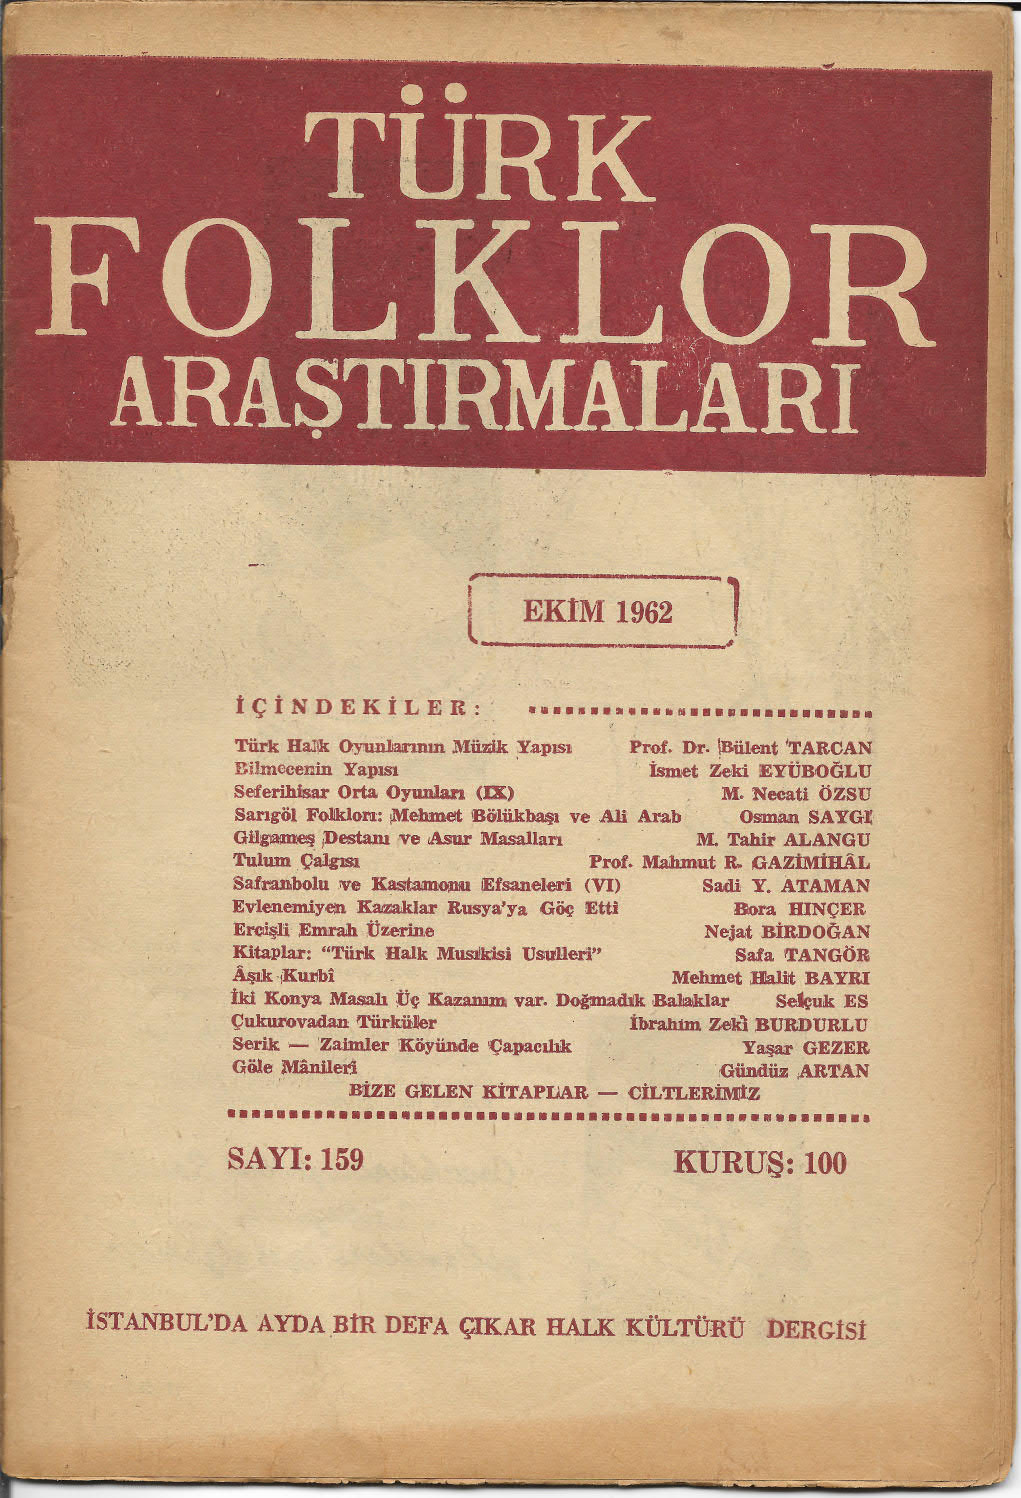 TÜRK
FOLKLOR
ARAŞTIRMALARI
EKİM 1962
İÇİNDEKİLER:
Türk Halk Oyunlarının Müzik Yapısı Prof. Dr. Bülent TARCAN
Bilmecenin Yapısı İsmet Zeki EYÜBOĞLU
Seferihisar Orta Oyunları (IX) M. Necati ÖZSU
Sarıgöl Folkloru: Mehmet Bölükbaşı ve Ali Arab Osman SAYGI
Gilgameş Destanı ve Asur Masalları M. Tahir ALANGU
Tulum Çalgısı Prof. Mahmut R. GAZİMİHÂL
Safranbolu ve Kastamonu Efsaneleri (VI) Sadi Y. ATAMAN
Evlenemiyen Kazaklar Rusya'ya Göç Etti Bora HINÇER
Ercişli Emrah Üzerine Nejat BİRDOĞAN
Kitaplar: "Türk Halk Musıkisi Usulleri" Safa TANGÖR
Âşık Kurbî Mehmet Halit BAYRI
İki Konya Masalı Üç Kazanım var. Doğmadık Balaklar Selçuk ES
Çukurovadan Türküler İbrahim Zeki BURDURLU
Serik — Zaimler Köyünde Çapacılık Yaşar GEZER
Göle Mânileri Gündüz ARTAN
BİZE GELEN KİTAPLAR — CİLTLERİMİZ
SAYI: 159 KURUŞ: 100
İSTANBUL'DA AYDA BİR DEFA ÇIKAR HALK KÜLTÜRÜ DERGİSİ